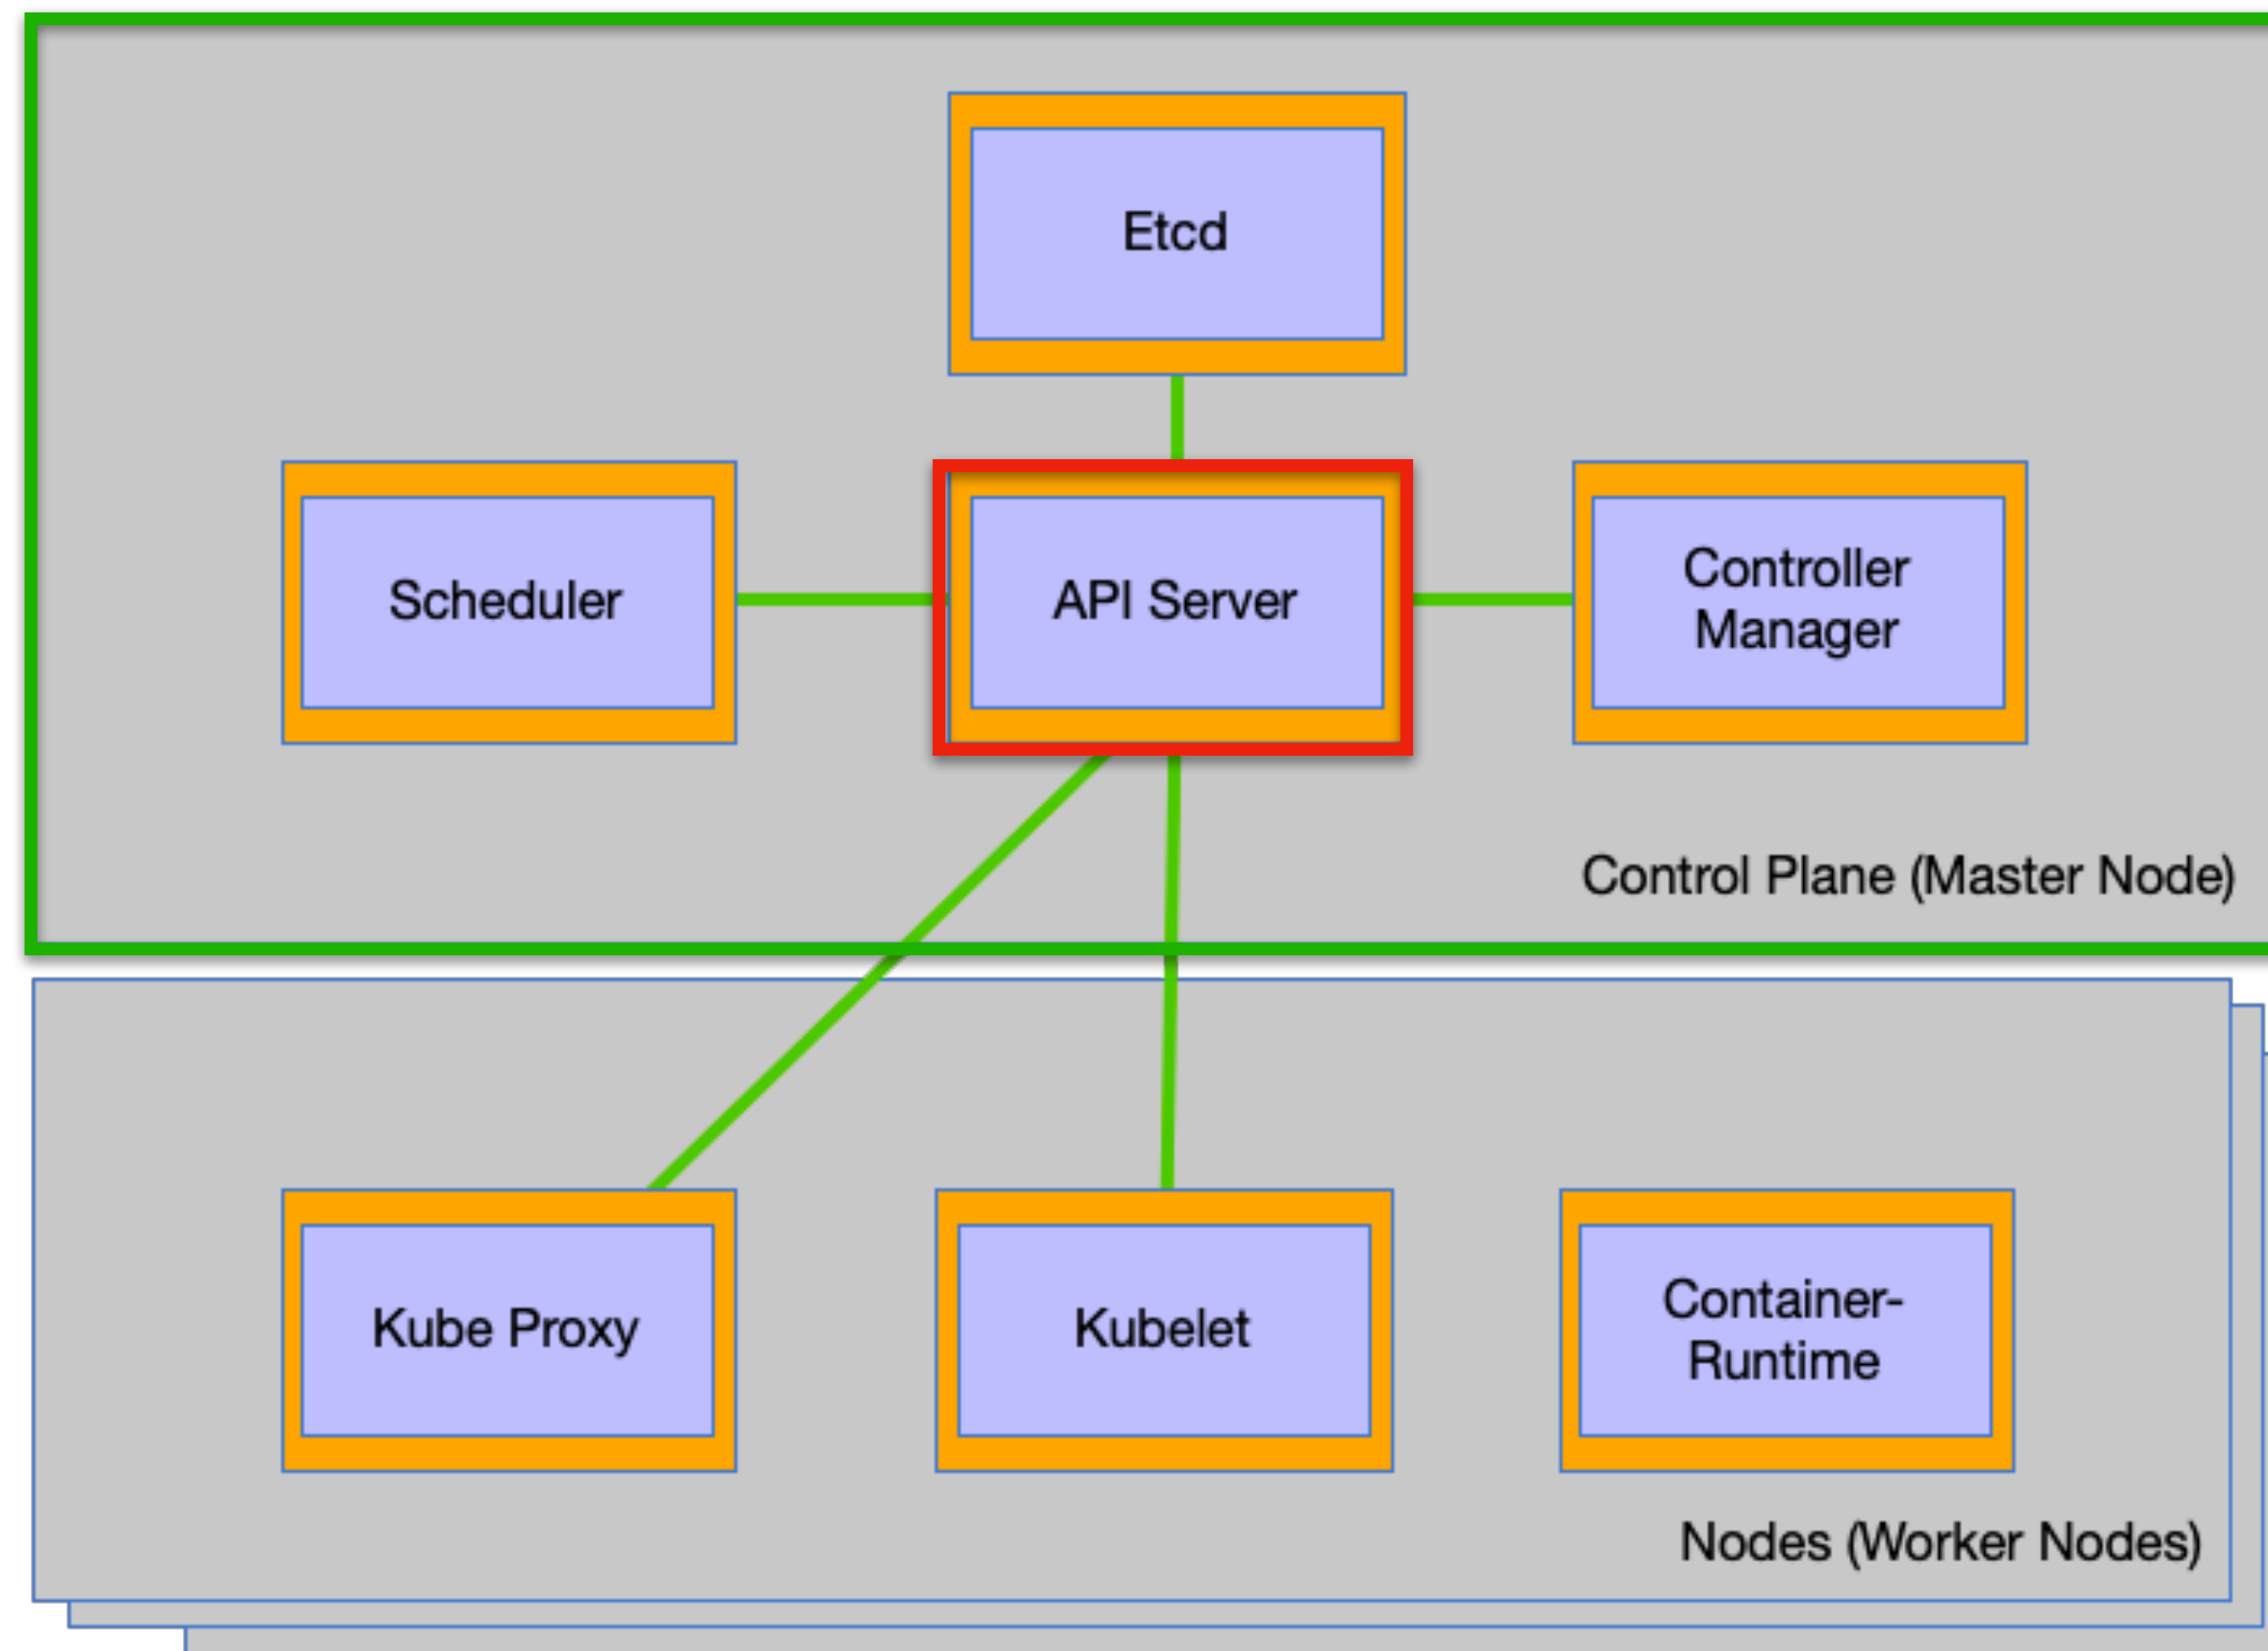 Etcd
Scheduler
API Server
Controller
Manager
Control Plane (Master Node)
Kube Proxy
Kubelet
Container-
Runtime
Nodes (Worker Nodes)